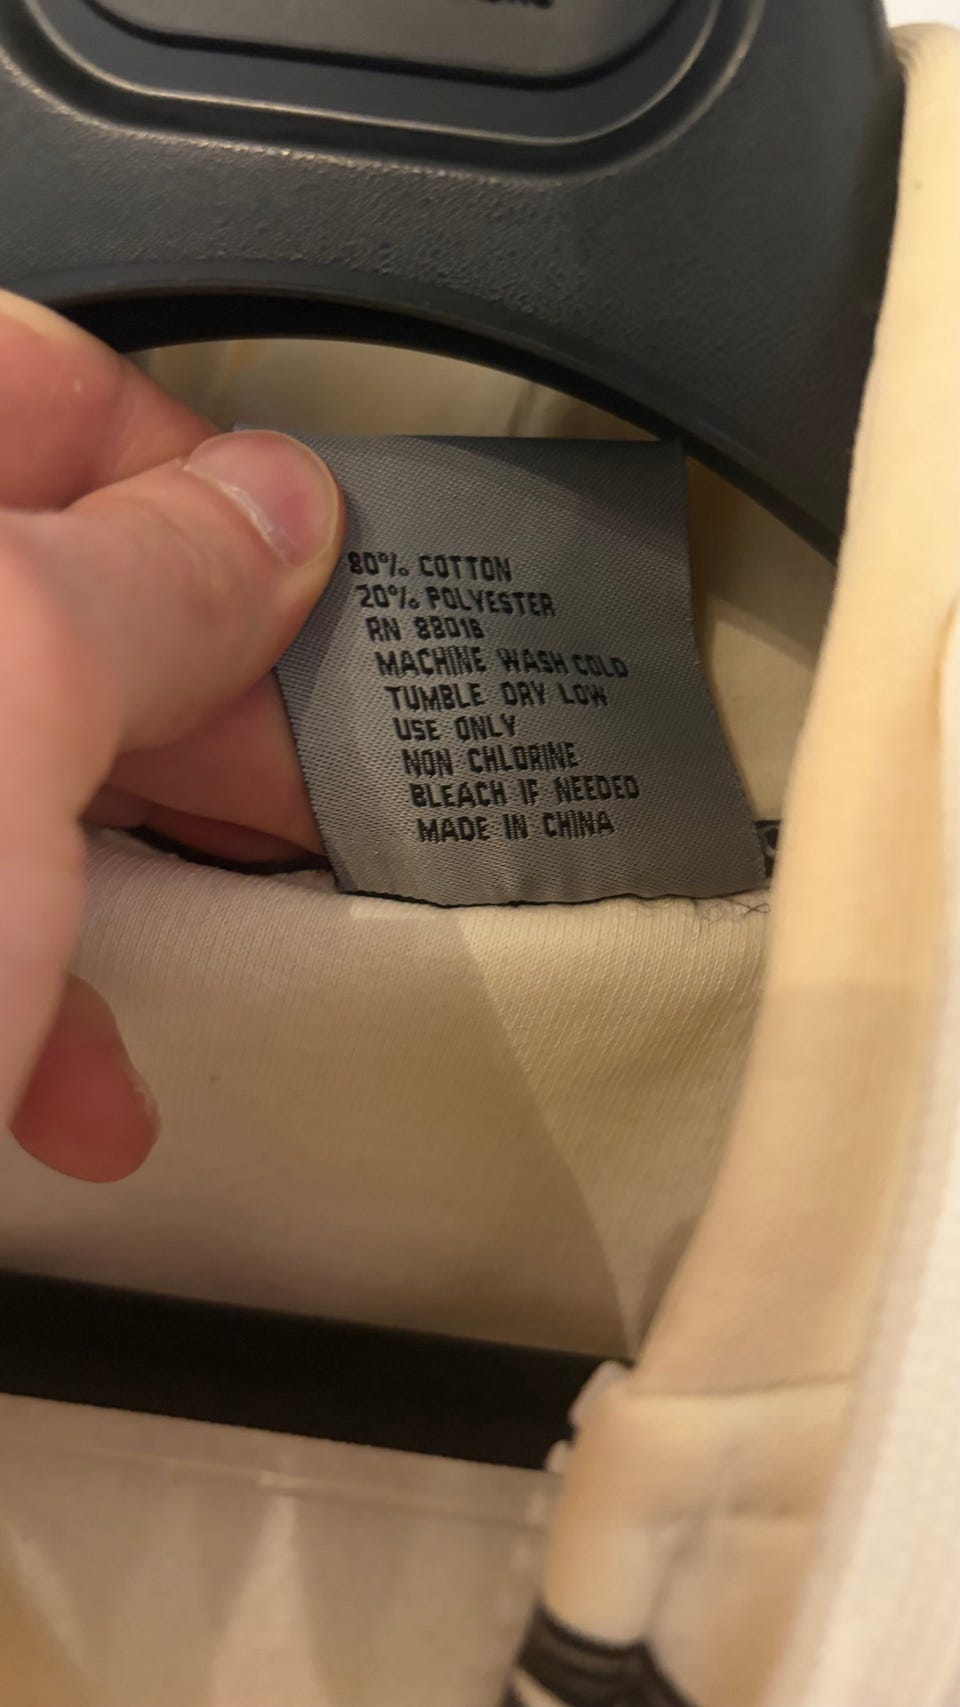 80% COTTON
20% POLYESTER
RN 88016
MACHINE WASH COLD
TUMBLE DRY LOW
USE ONLY
NON CHLORINE
BLEACH IF NEEDED
MADE IN CHINA